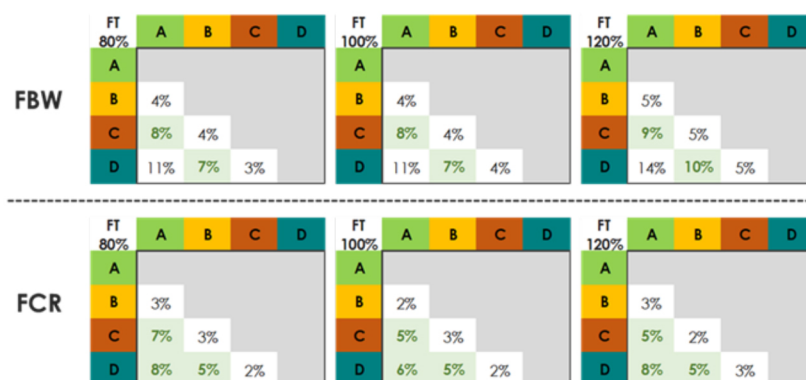 FT 80% A B C D
A
B 4%
C 8% 4%
D 11% 7% 3%
FT 100% A B C D
A
B 4%
C 8% 4%
D 11% 7% 4%
FT 120% A B C D
A
B 5%
C 9% 5%
D 14% 10% 5%
FBW
FT 80% A B C D
A
B 3%
C 7% 3%
D 8% 5% 2%
FT 100% A B C D
A
B 2%
C 5% 3%
D 6% 5% 2%
FT 120% A B C D
A
B 3%
C 5% 2%
D 8% 5% 3%
FCR